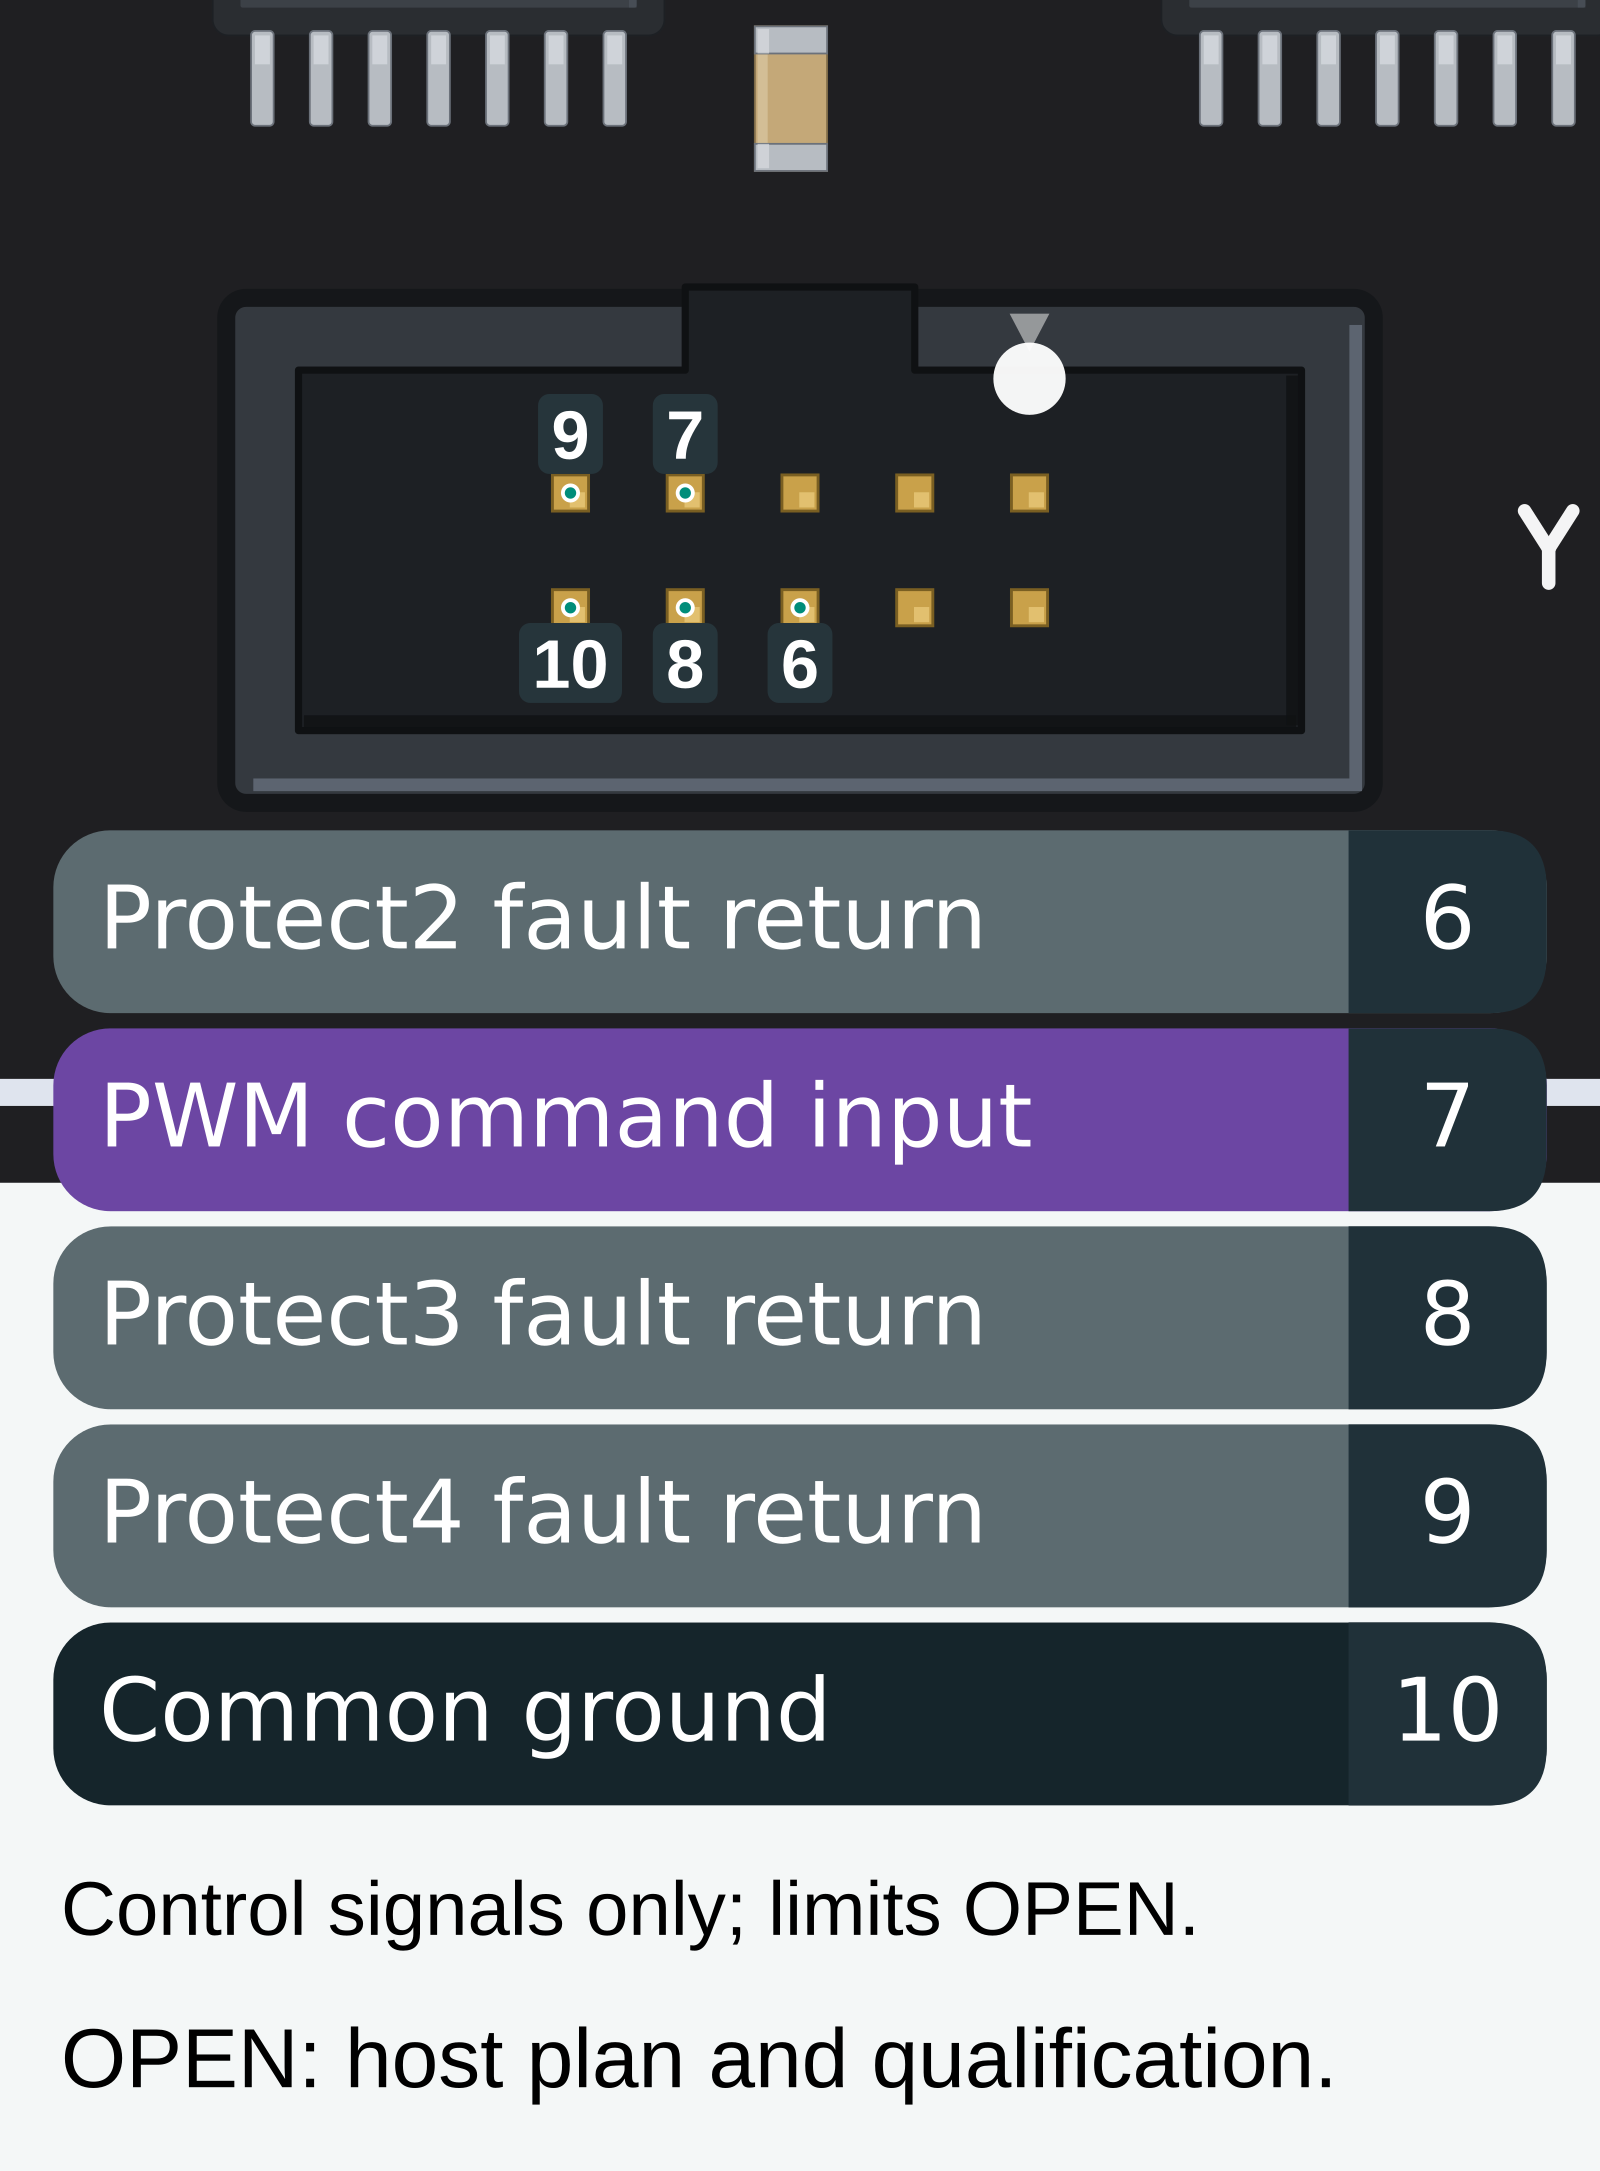 9 7
Y
10 8 6
Protect2 fault return 6
PWM command input 7
Protect3 fault return 8
Protect4 fault return 9
Common ground 10
Control signals only; limits OPEN.
OPEN: host plan and qualification.